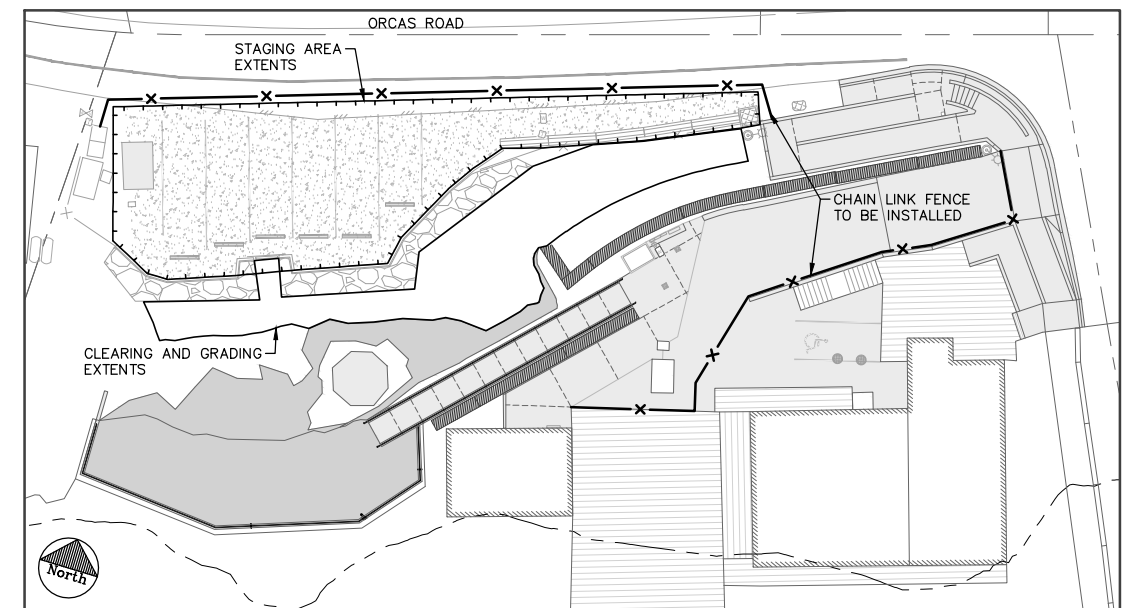 ORCAS ROAD
STAGING AREA
EXTENTS
CHAIN LINK FENCE
TO BE INSTALLED
CLEARING AND GRADING
EXTENTS
North